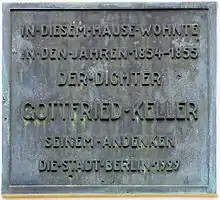 IN·DIESEM·HAUSE·WOHNTE
IN·DEN·JAHREN·1854-1855
DER·DICHTER
GOTTFRIED·KELLER
SEINEM·ANDENKEN
DIE·STADT·BERLIN·1929